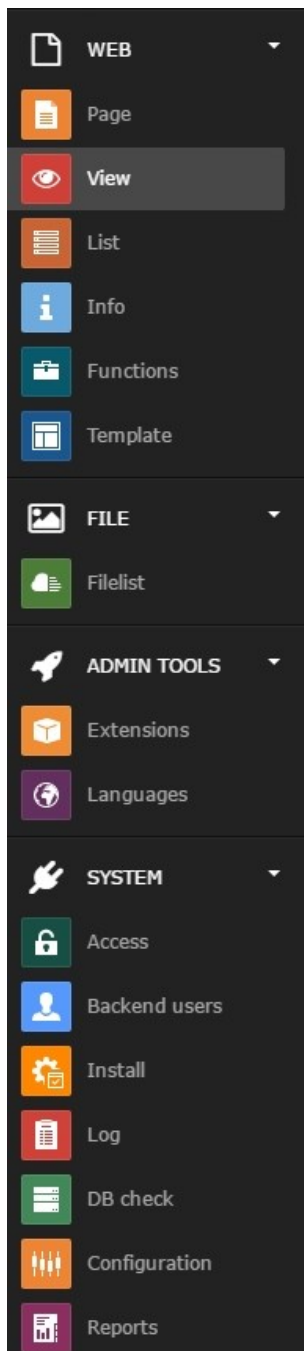 WEB
Page
View
List
Info
Functions
Template
FILE
Filelist
ADMIN TOOLS
Extensions
Languages
SYSTEM
Access
Backend users
Install
Log
DB check
Configuration
Reports